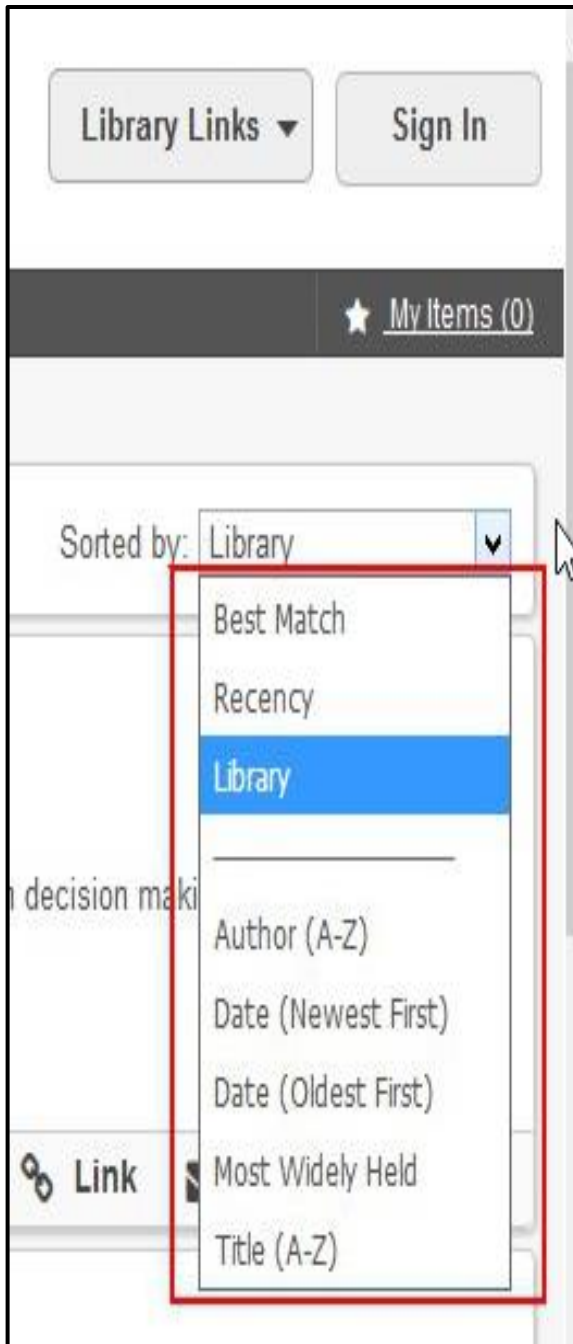 Library Links Sign In
My Items (0)
Sorted by: Library
Best Match
Recency
Library
decision maki
Author (A-Z)
Date (Newest First)
Date (Oldest First)
Link Most Widely Held
Title (A-Z)